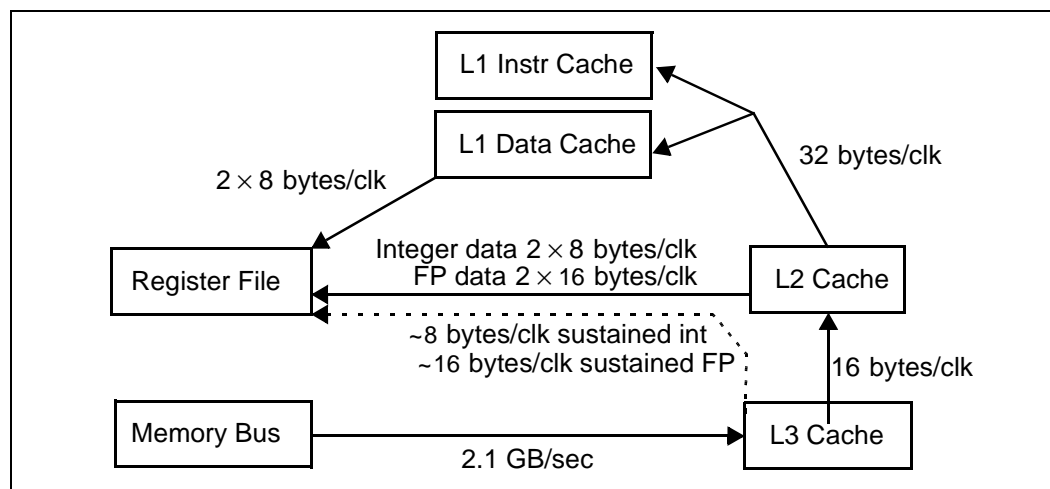 L1 Instr Cache
L1 Data Cache
32 bytes/clk
2 × 8 bytes/clk
Integer data 2 × 8 bytes/clk
FP data 2 × 16 bytes/clk
Register File
L2 Cache
~8 bytes/clk sustained int
~16 bytes/clk sustained FP
16 bytes/clk
Memory Bus
L3 Cache
2.1 GB/sec